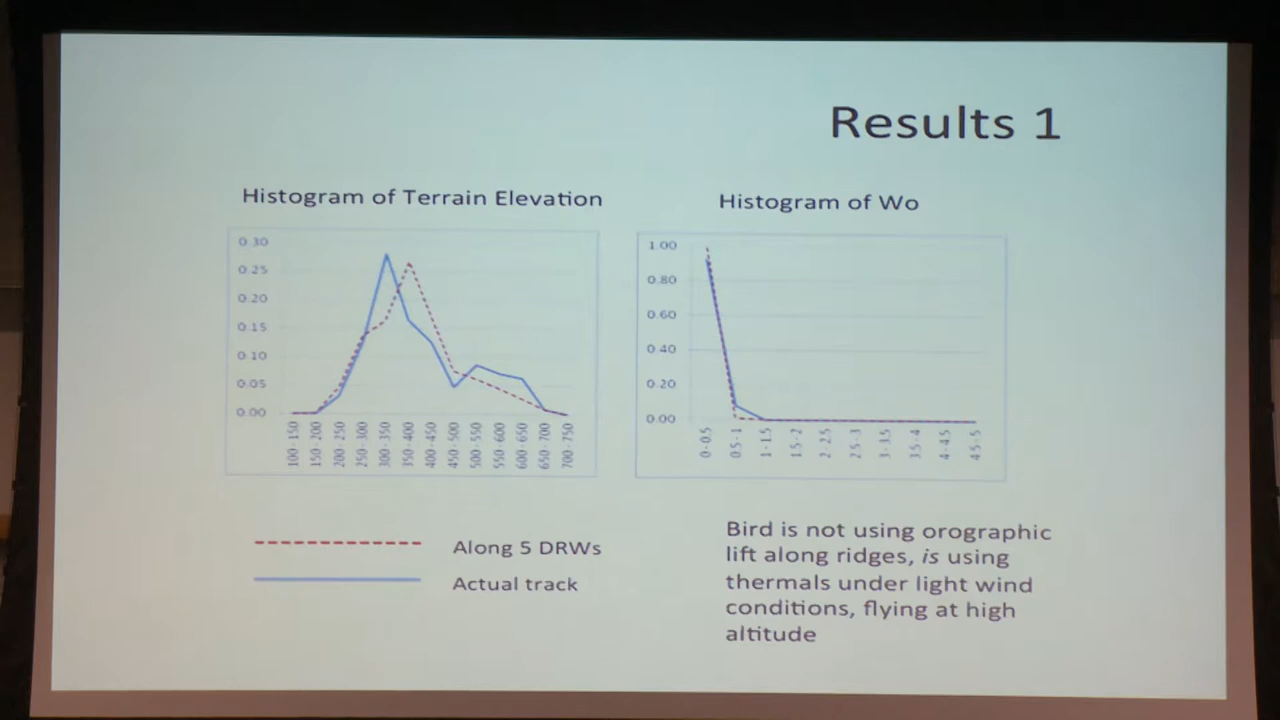 Results 1
Histogram of Terrain Elevation
0.30
0.25
0.20
0.15
0.10
0.05
0.00
100 - 150
150 - 200
200 - 250
250 - 300
300 - 350
350 - 400
400 - 450
450 - 500
500 - 550
550 - 600
600 - 650
650 - 700
700 - 750
Along 5 DRWs
Actual track
Histogram of Wo
1.00
0.80
0.60
0.40
0.20
0.00
0 - 0.5
0.5 - 1
1 - 1.5
1.5 - 2
2 - 2.5
2.5 - 3
3 - 3.5
3.5 - 4
4 - 4.5
4.5 - 5
Bird is not using orographic
lift along ridges, is using
thermals under light wind
conditions, flying at high
altitude